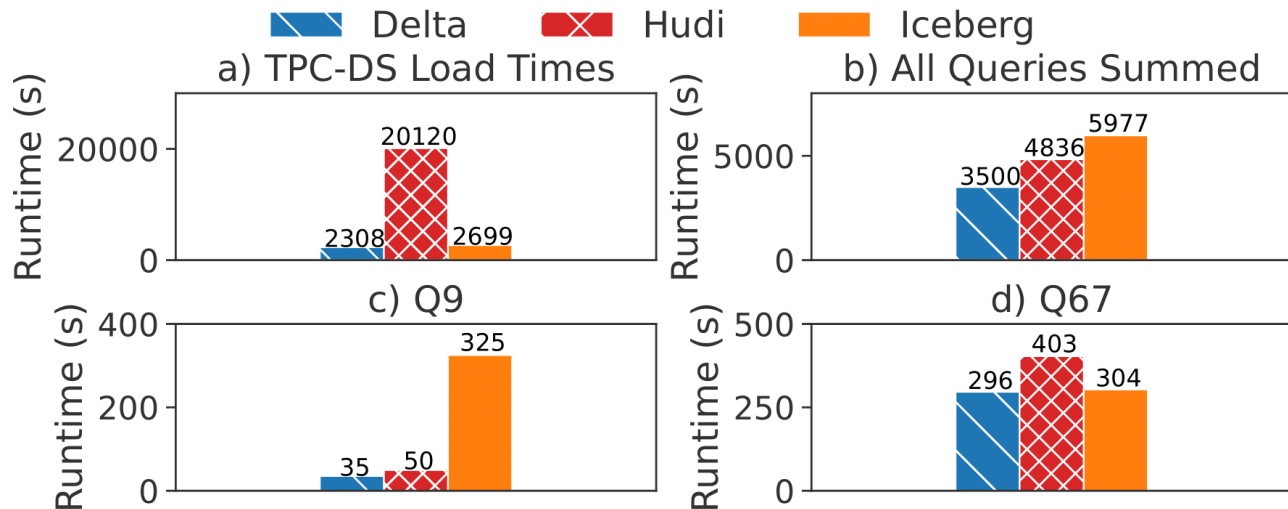 Delta Hudi Iceberg
a) TPC-DS Load Times
Runtime (s)
20000
0
2308
20120
2699
b) All Queries Summed
Runtime (s)
5000
0
3500
4836
5977
c) Q9
Runtime (s)
400
200
0
35
50
325
d) Q67
Runtime (s)
500
250
0
296
403
304